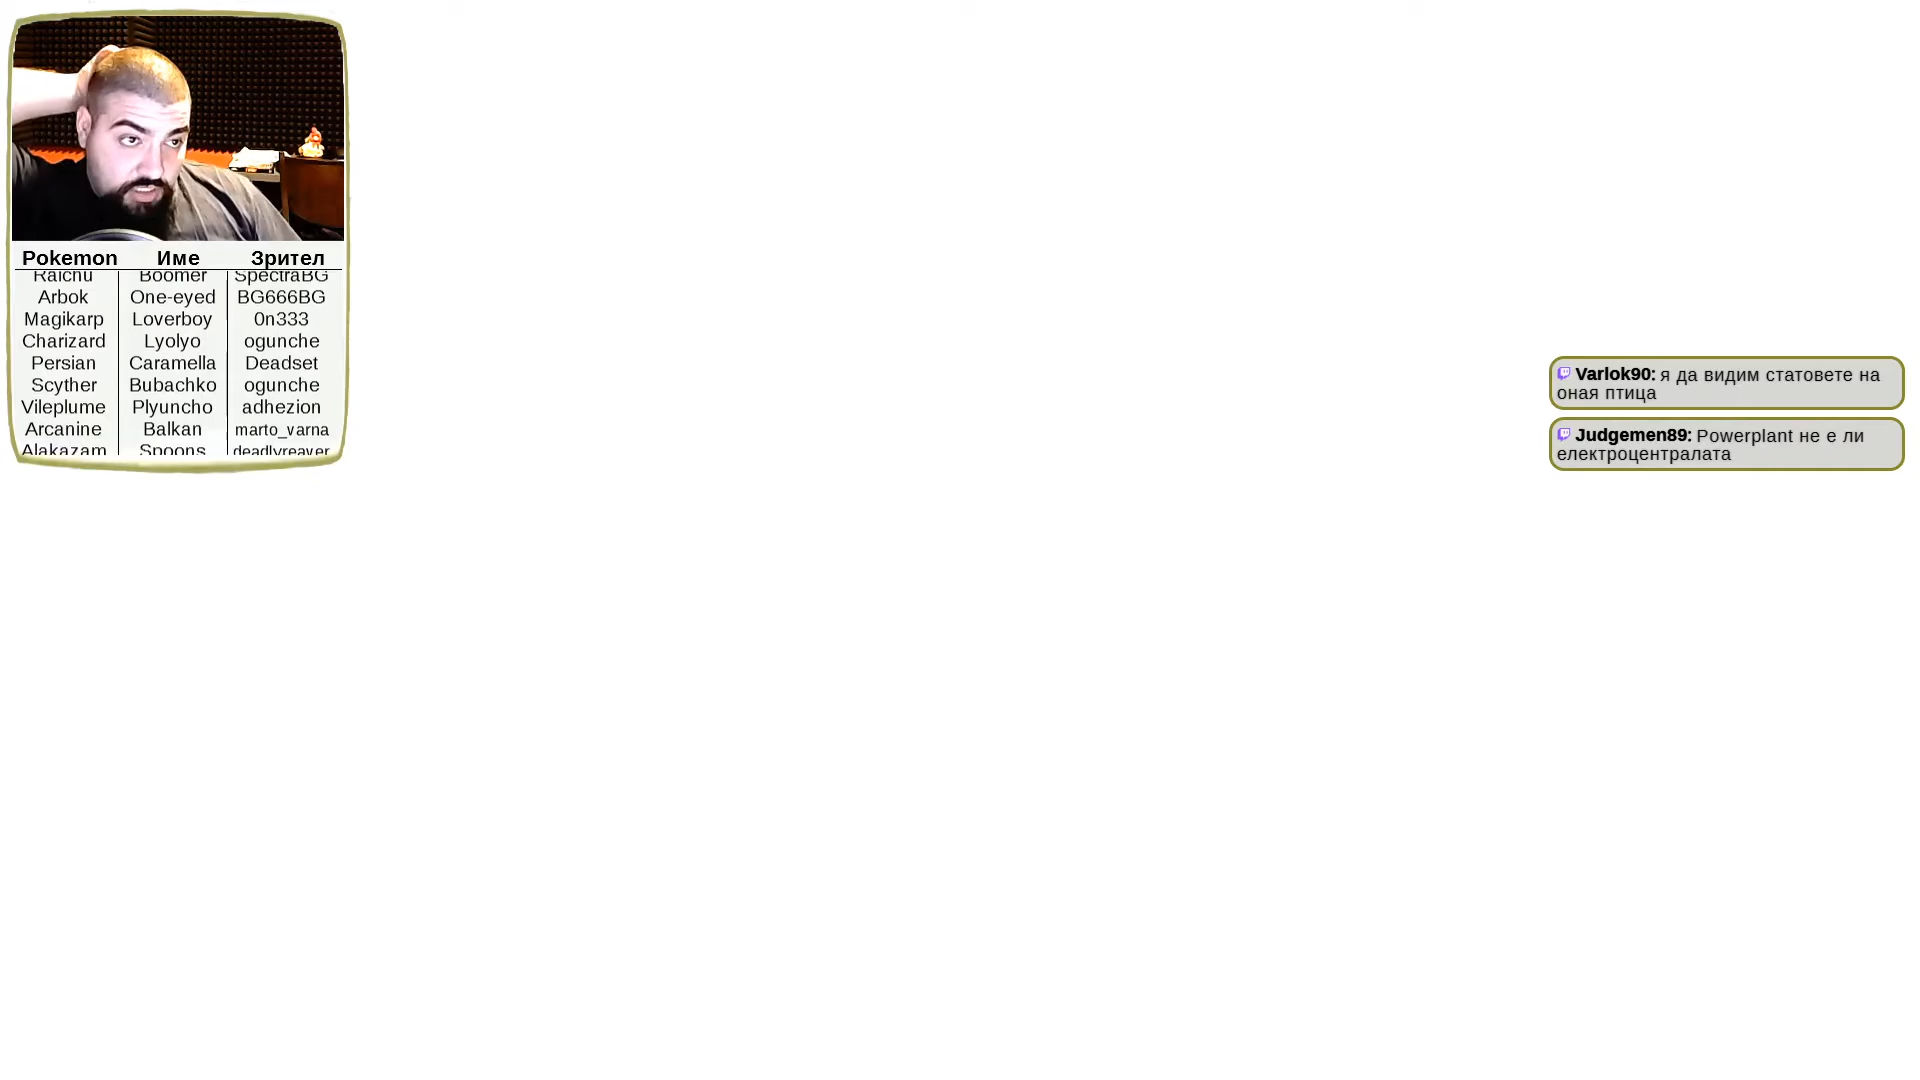 Pokemon Име Зрител
Raichu Boomer SpectraBG
Arbok One-eyed BG666BG
Magikarp Loverboy 0n333
Charizard Lyolyo ogunche
Persian Caramella Deadset
Scyther Bubachko ogunche
Vileplume Plyuncho adhezion
Arcanine Balkan marto_varna
Alakazam Spoons deadlyreaver
Varlok90: я да видим статовете на
оная птица
Judgemen89: Powerplant не е ли
електроцентралата